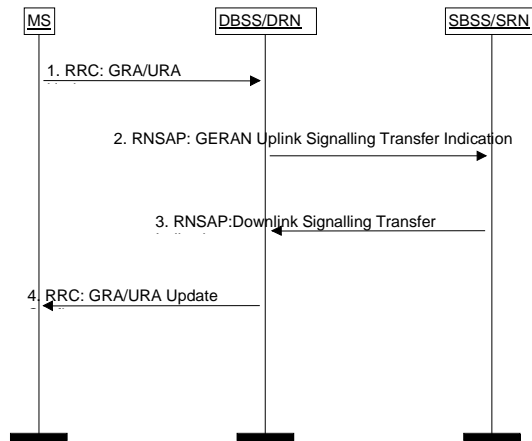 MS
DBSS/DRN
SBSS/SRN
1. RRC: GRA/URA
2. RNSAP: GERAN Uplink Signalling Transfer Indication
3. RNSAP:Downlink Signalling Transfer
4. RRC: GRA/URA Update